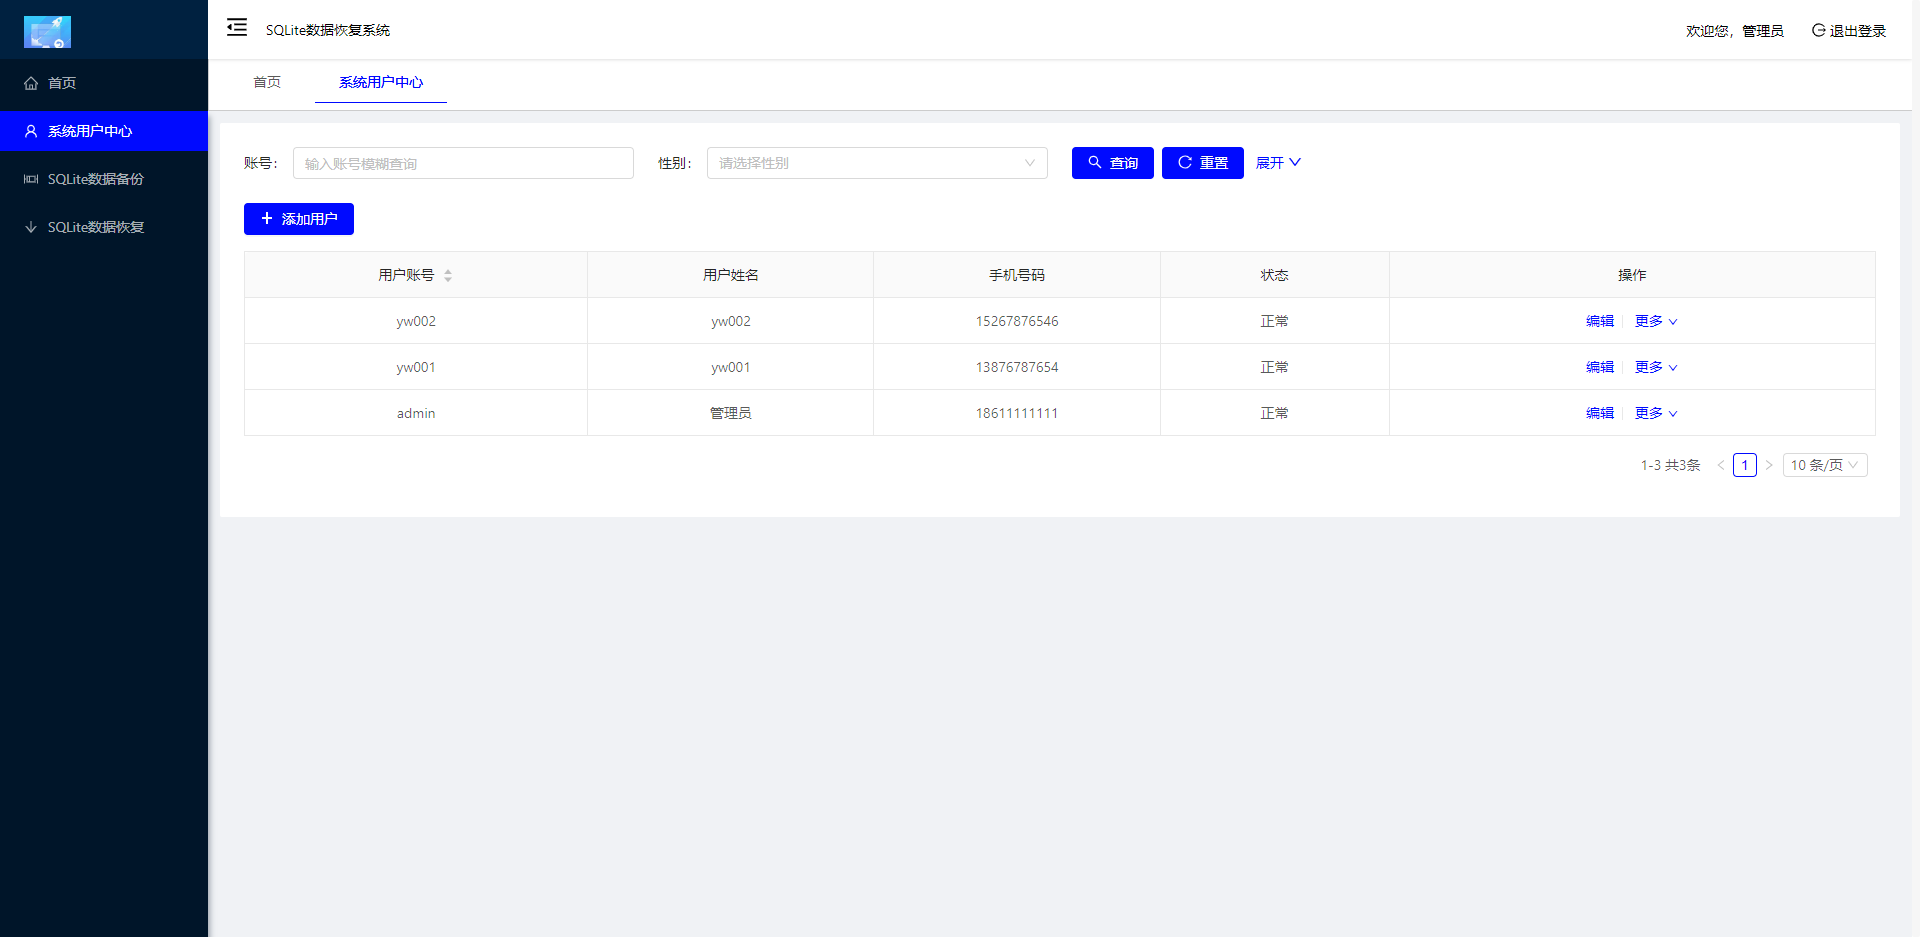 SQLite数据恢复系统
欢迎您，管理员 退出登录
首页
系统用户中心
SQLite数据备份
SQLite数据恢复
首页 系统用户中心
账号： 输入账号模糊查询 性别： 请选择性别 查询 重置 展开
添加用户
用户账号 用户姓名 手机号码 状态 操作
yw002 yw002 15267876546 正常 编辑 更多
yw001 yw001 13876787654 正常 编辑 更多
admin 管理员 18611111111 正常 编辑 更多
1-3 共3条 1 10 条/页